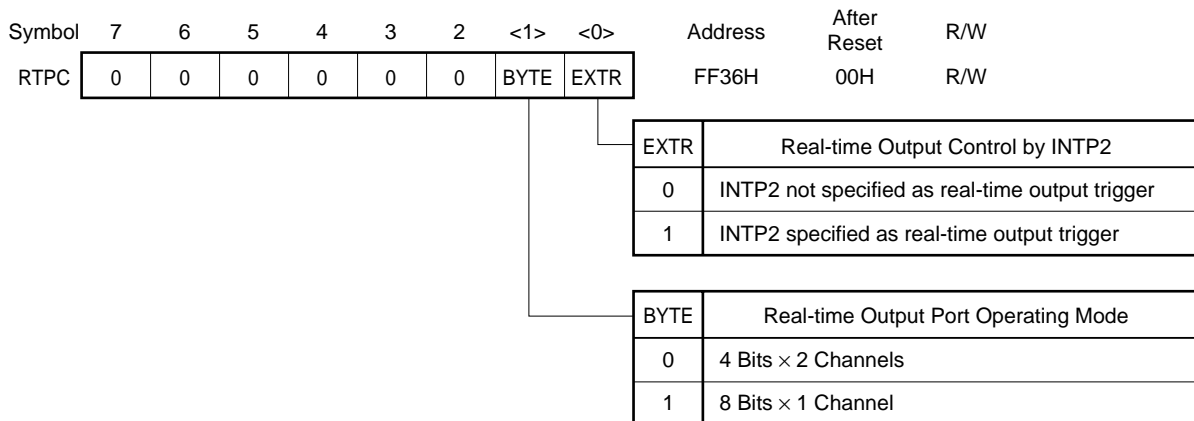 Symbol 7 6 5 4 3 2 <1> <0> Address After Reset R/W
RTPC 0 0 0 0 0 0 BYTE EXTR FF36H 00H R/W
EXTR Real-time Output Control by INTP2
0 INTP2 not specified as real-time output trigger
1 INTP2 specified as real-time output trigger
BYTE Real-time Output Port Operating Mode
0 4 Bits × 2 Channels
1 8 Bits × 1 Channel